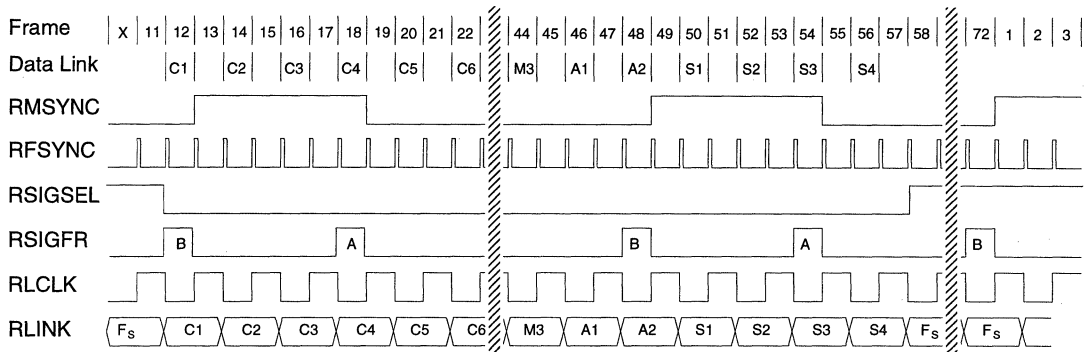 Frame X 11 12 13 14 15 16 17 18 19 20 21 22 44 45 46 47 48 49 50 51 52 53 54 55 56 57 58 72 1 2 3
Data Link C1 C2 C3 C4 C5 C6 M3 A1 A2 S1 S2 S3 S4
RMSYNC
RFSYNC
RSIGSEL
RSIGFR B A B A B
RLCLK
RLINK FS C1 C2 C3 C4 C5 C6 M3 A1 A2 S1 S2 S3 S4 FS FS